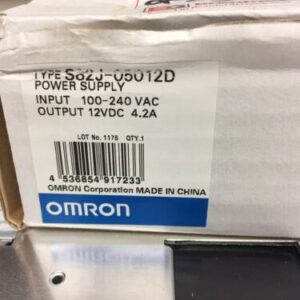 TYPE S82J-05012D
POWER SUPPLY
INPUT 100-240 VAC
OUTPUT 12VDC 4.2A
LOT No. 1175 QTY.1
4 536854 917233
OMRON Corporation MADE IN CHINA
OMRON